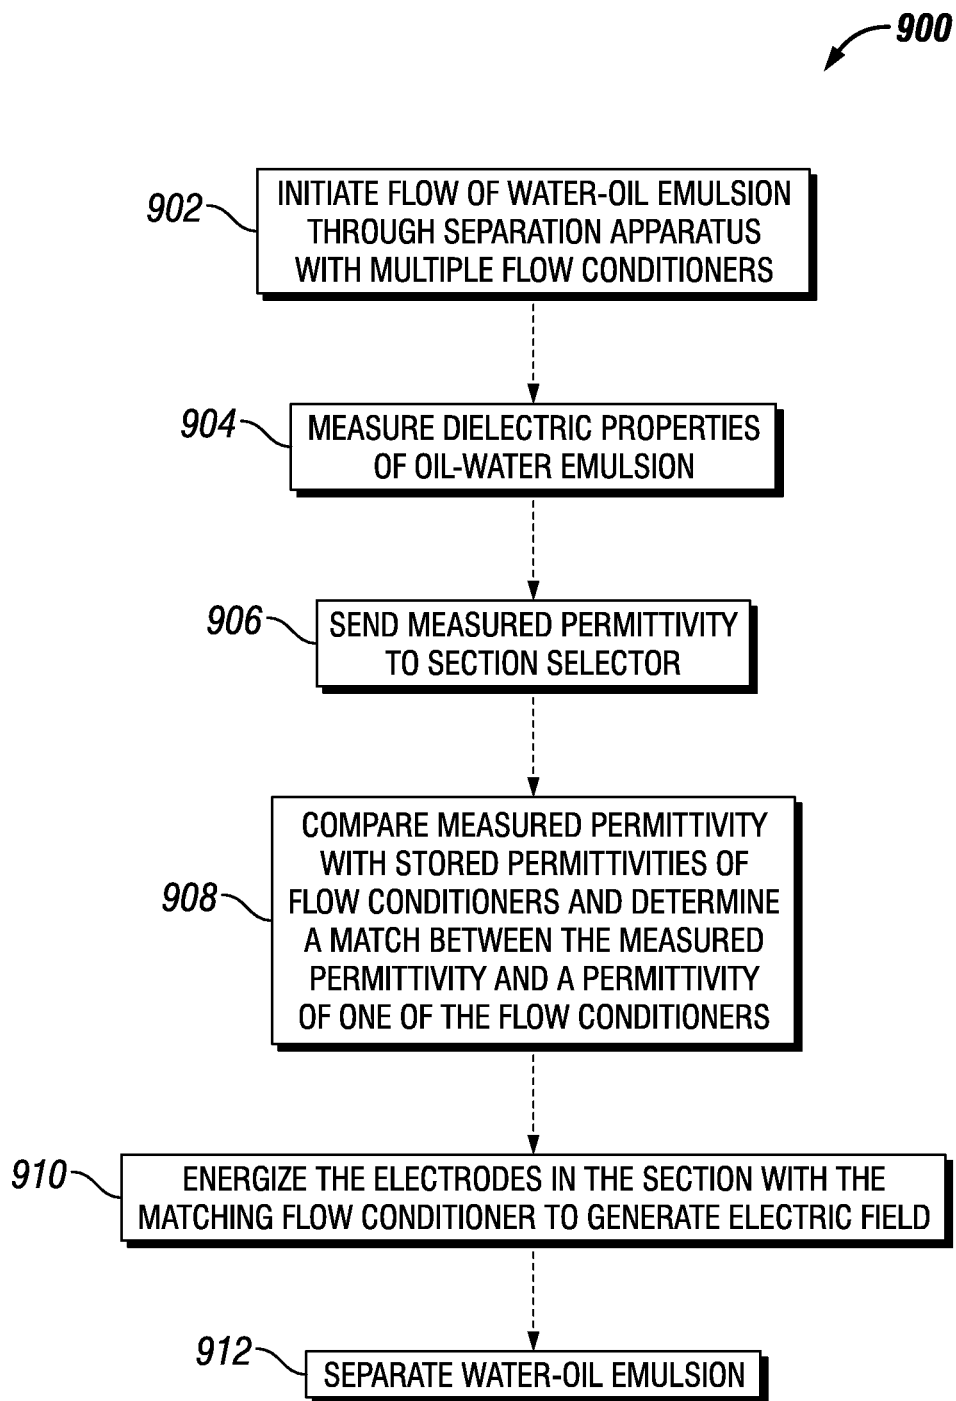 900
902
INITIATE FLOW OF WATER-OIL EMULSION
THROUGH SEPARATION APPARATUS
WITH MULTIPLE FLOW CONDITIONERS
904
MEASURE DIELECTRIC PROPERTIES
OF OIL-WATER EMULSION
906
SEND MEASURED PERMITTIVITY
TO SECTION SELECTOR
908
COMPARE MEASURED PERMITTIVITY
WITH STORED PERMITTIVITIES OF
FLOW CONDITIONERS AND DETERMINE
A MATCH BETWEEN THE MEASURED
PERMITTIVITY AND A PERMITTIVITY
OF ONE OF THE FLOW CONDITIONERS
910
ENERGIZE THE ELECTRODES IN THE SECTION WITH THE
MATCHING FLOW CONDITIONER TO GENERATE ELECTRIC FIELD
912
SEPARATE WATER-OIL EMULSION